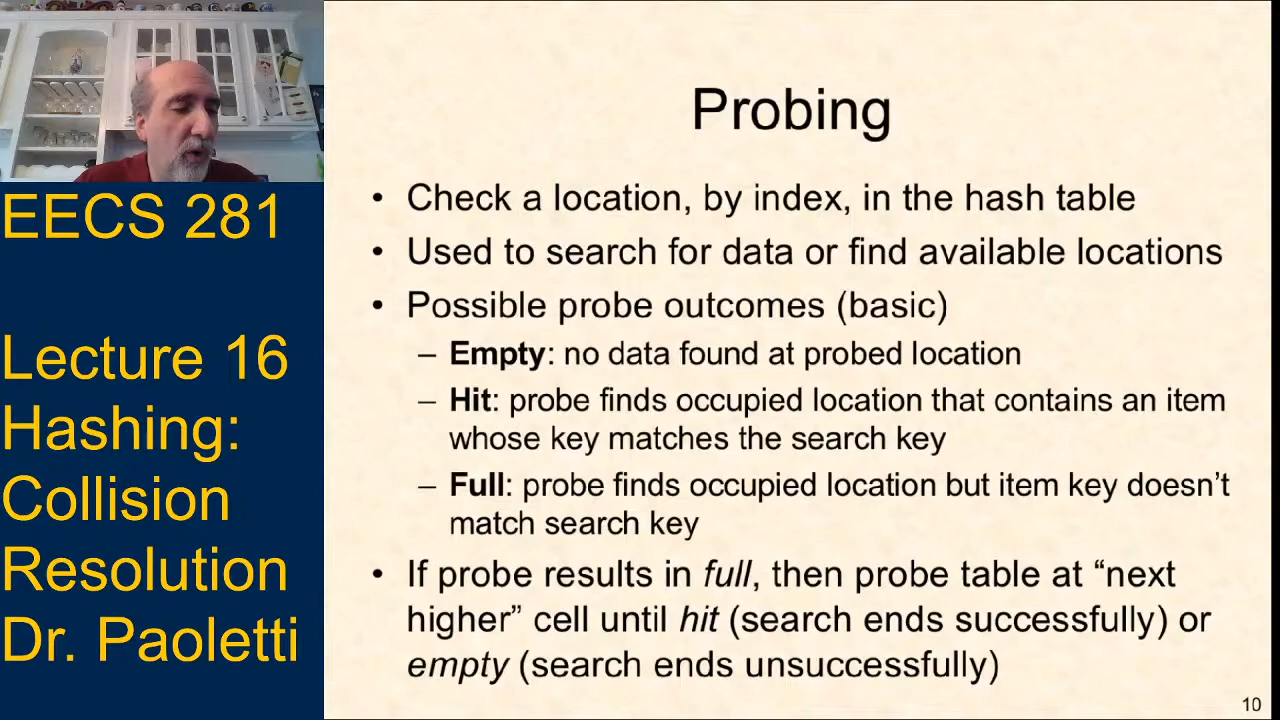 EECS 281
Lecture 16
Hashing:
Collision
Resolution
Dr. Paoletti
Probing
• Check a location, by index, in the hash table
• Used to search for data or find available locations
• Possible probe outcomes (basic)
– Empty: no data found at probed location
– Hit: probe finds occupied location that contains an item
whose key matches the search key
– Full: probe finds occupied location but item key doesn’t
match search key
• If probe results in full, then probe table at “next
higher” cell until hit (search ends successfully) or
empty (search ends unsuccessfully)
10